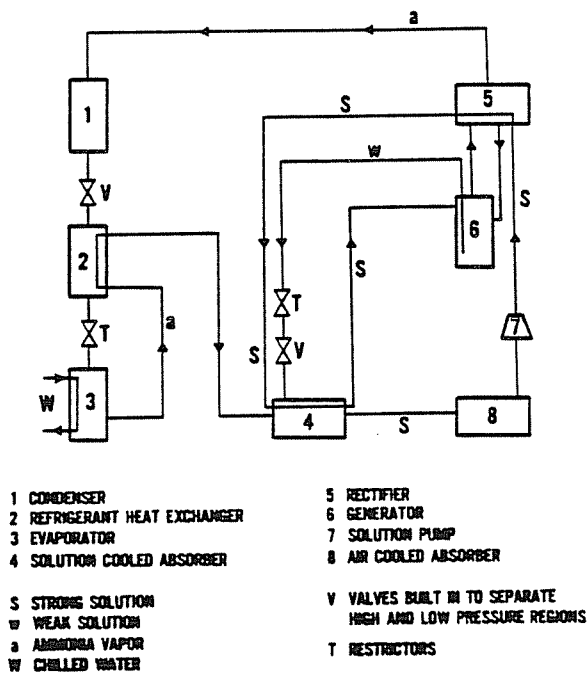 a
1
V
2
T
a
W
3
S
5
w
S
6
S
T
V
S
7
4
S
8
1 CONDENSER
2 REFRIGERANT HEAT EXCHANGER
3 EVAPORATOR
4 SOLUTION COOLED ABSORBER
5 RECTIFIER
6 GENERATOR
7 SOLUTION PUMP
8 AIR COOLED ABSORBER
S STRONG SOLUTION
w WEAK SOLUTION
a AMMONIA VAPOR
W CHILLED WATER
V VALVES BUILT IN TO SEPARATE
HIGH AND LOW PRESSURE REGIONS
T RESTRICTORS